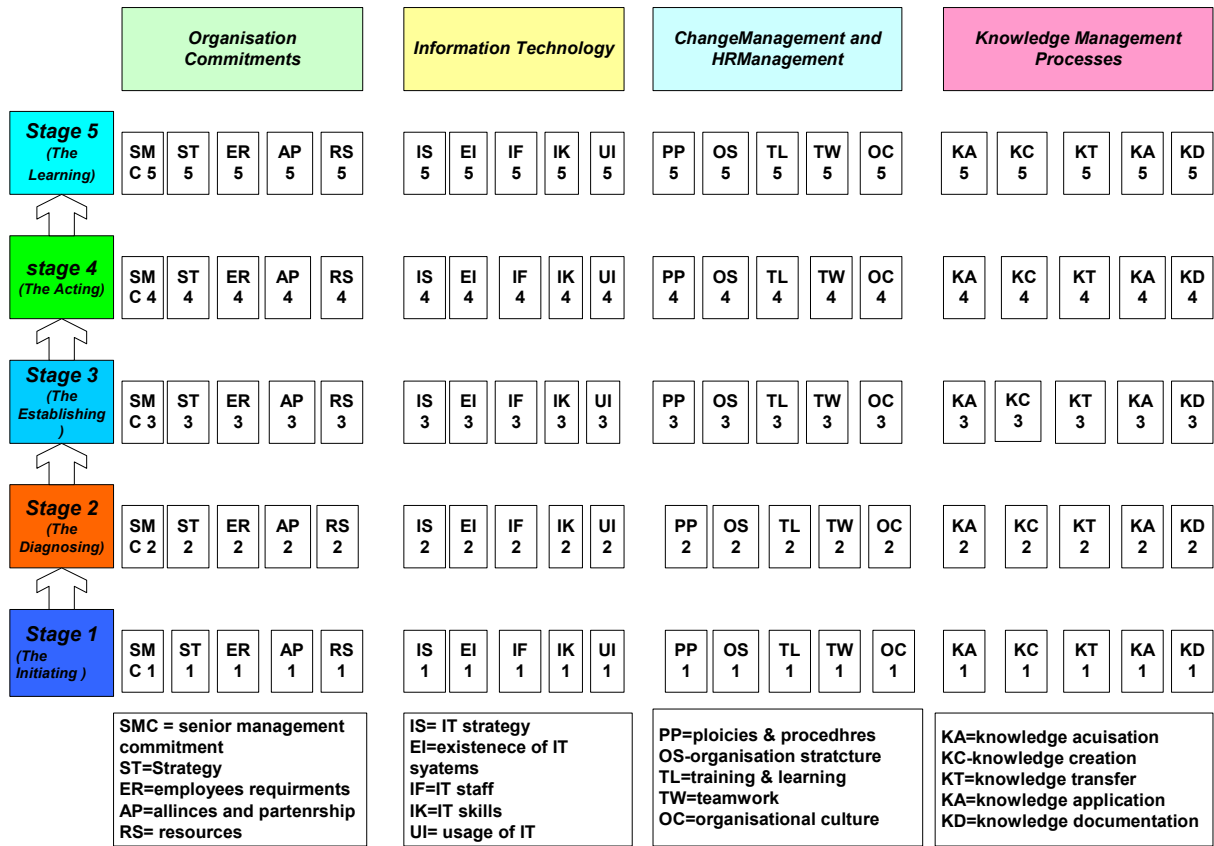 Organisation
Commitments
Information Technology
ChangeManagement and
HRManagement
Knowledge Management
Processes
Stage 5
(The
Learning)
SM
C 5
ST
5
ER
5
AP
5
RS
5
IS
5
EI
5
IF
5
IK
5
UI
5
PP
5
OS
5
TL
5
TW
5
OC
5
KA
5
KC
5
KT
5
KA
5
KD
5
stage 4
(The Acting)
SM
C 4
ST
4
ER
4
AP
4
RS
4
IS
4
EI
4
IF
4
IK
4
UI
4
PP
4
OS
4
TL
4
TW
4
OC
4
KA
4
KC
4
KT
4
KA
4
KD
4
Stage 3
(The
Establishing
)
SM
C 3
ST
3
ER
3
AP
3
RS
3
IS
3
EI
3
IF
3
IK
3
UI
3
PP
3
OS
3
TL
3
TW
3
OC
3
KA
3
KC
3
KT
3
KA
3
KD
3
Stage 2
(The
Diagnosing)
SM
C 2
ST
2
ER
2
AP
2
RS
2
IS
2
EI
2
IF
2
IK
2
UI
2
PP
2
OS
2
TL
2
TW
2
OC
2
KA
2
KC
2
KT
2
KA
2
KD
2
Stage 1
(The
Initiating )
SM
C 1
ST
1
ER
1
AP
1
RS
1
IS
1
EI
1
IF
1
IK
1
UI
1
PP
1
OS
1
TL
1
TW
1
OC
1
KA
1
KC
1
KT
1
KA
1
KD
1
SMC = senior management
commitment
ST=Strategy
ER=employees requirments
AP=allinces and partenrship
RS= resources
IS= IT strategy
EI=existenece of IT
syatems
IF=IT staff
IK=IT skills
UI= usage of IT
PP=ploicies & procedhres
OS-organisation stratcture
TL=training & learning
TW=teamwork
OC=organisational culture
KA=knowledge acuisation
KC-knowledge creation
KT=knowledge transfer
KA=knowledge application
KD=knowledge documentation